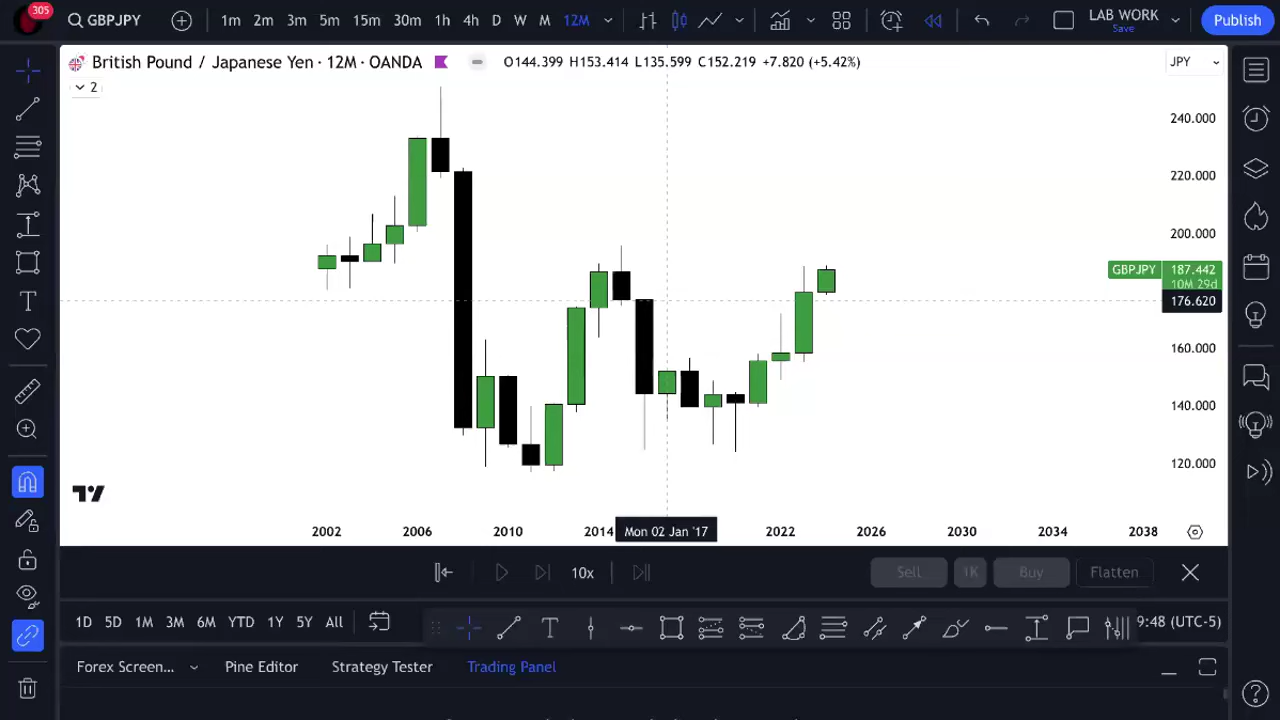 305
GBPJPY
1m 2m 3m 5m 15m 30m 1h 4h D W M 12M
LAB WORK
Save
Publish
British Pound / Japanese Yen · 12M · OANDA
O144.399 H153.414 L135.599 C152.219 +7.820 (+5.42%)
JPY
2
240.000
220.000
200.000
GBPJPY 187.442
10M 29d
176.620
160.000
140.000
120.000
2002 2006 2010 2014 Mon 02 Jan '17 2022 2026 2030 2034 2038
10x
Sell 1K Buy Flatten
1D 5D 1M 3M 6M YTD 1Y 5Y All
9:48 (UTC-5)
Forex Screen... Pine Editor Strategy Tester Trading Panel